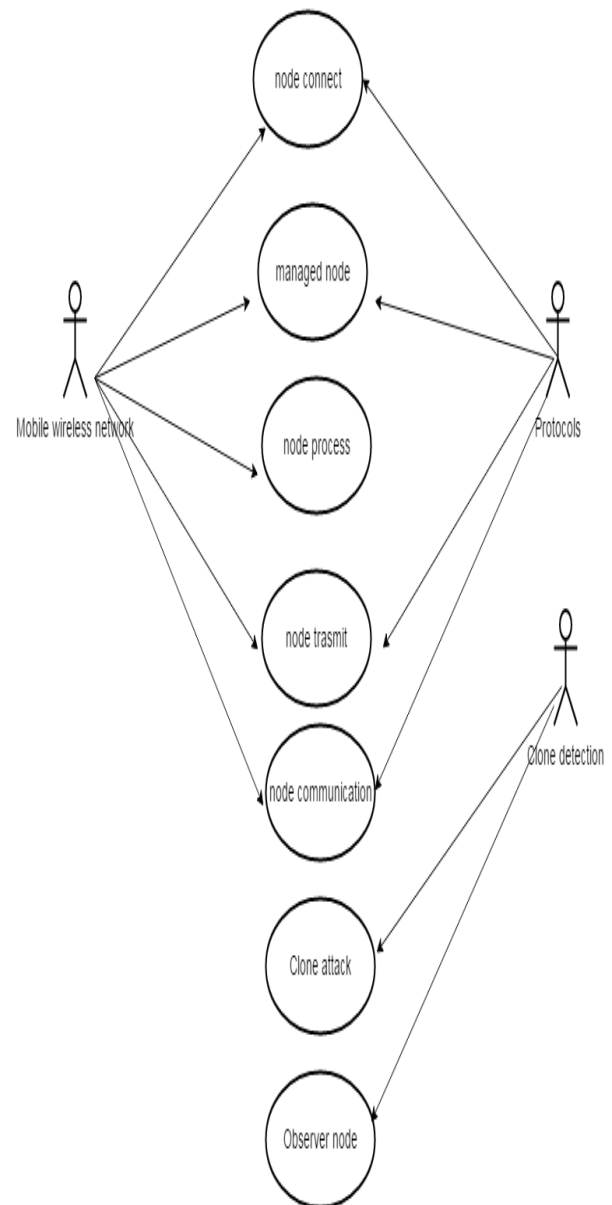 node connect
managed node
Mobile wireless network
node process
Protocols
node trasmit
Clone detection
node communication
Clone attack
Observer node